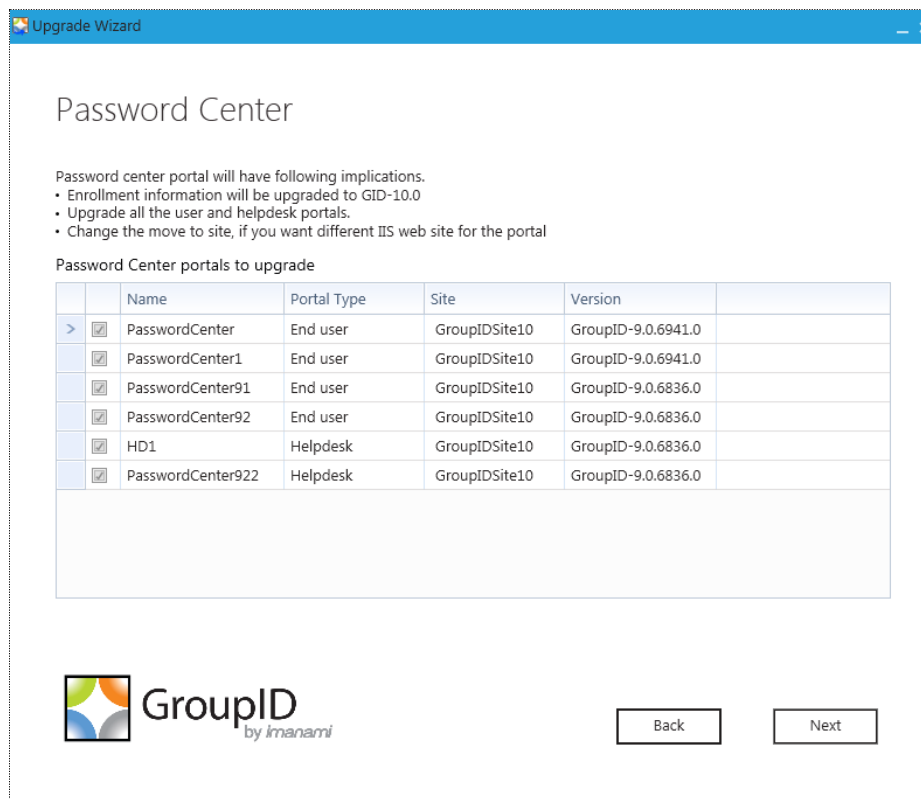 Upgrade Wizard
Password Center
Password center portal will have following implications.
• Enrollment information will be upgraded to GID-10.0
• Upgrade all the user and helpdesk portals.
• Change the move to site, if you want different IIS web site for the portal
Password Center portals to upgrade
Name Portal Type Site Version
> PasswordCenter End user GroupIDSite10 GroupID-9.0.6941.0
PasswordCenter1 End user GroupIDSite10 GroupID-9.0.6941.0
PasswordCenter91 End user GroupIDSite10 GroupID-9.0.6836.0
PasswordCenter92 End user GroupIDSite10 GroupID-9.0.6836.0
HD1 Helpdesk GroupIDSite10 GroupID-9.0.6836.0
PasswordCenter922 Helpdesk GroupIDSite10 GroupID-9.0.6836.0
GroupID
by imanami
Back Next